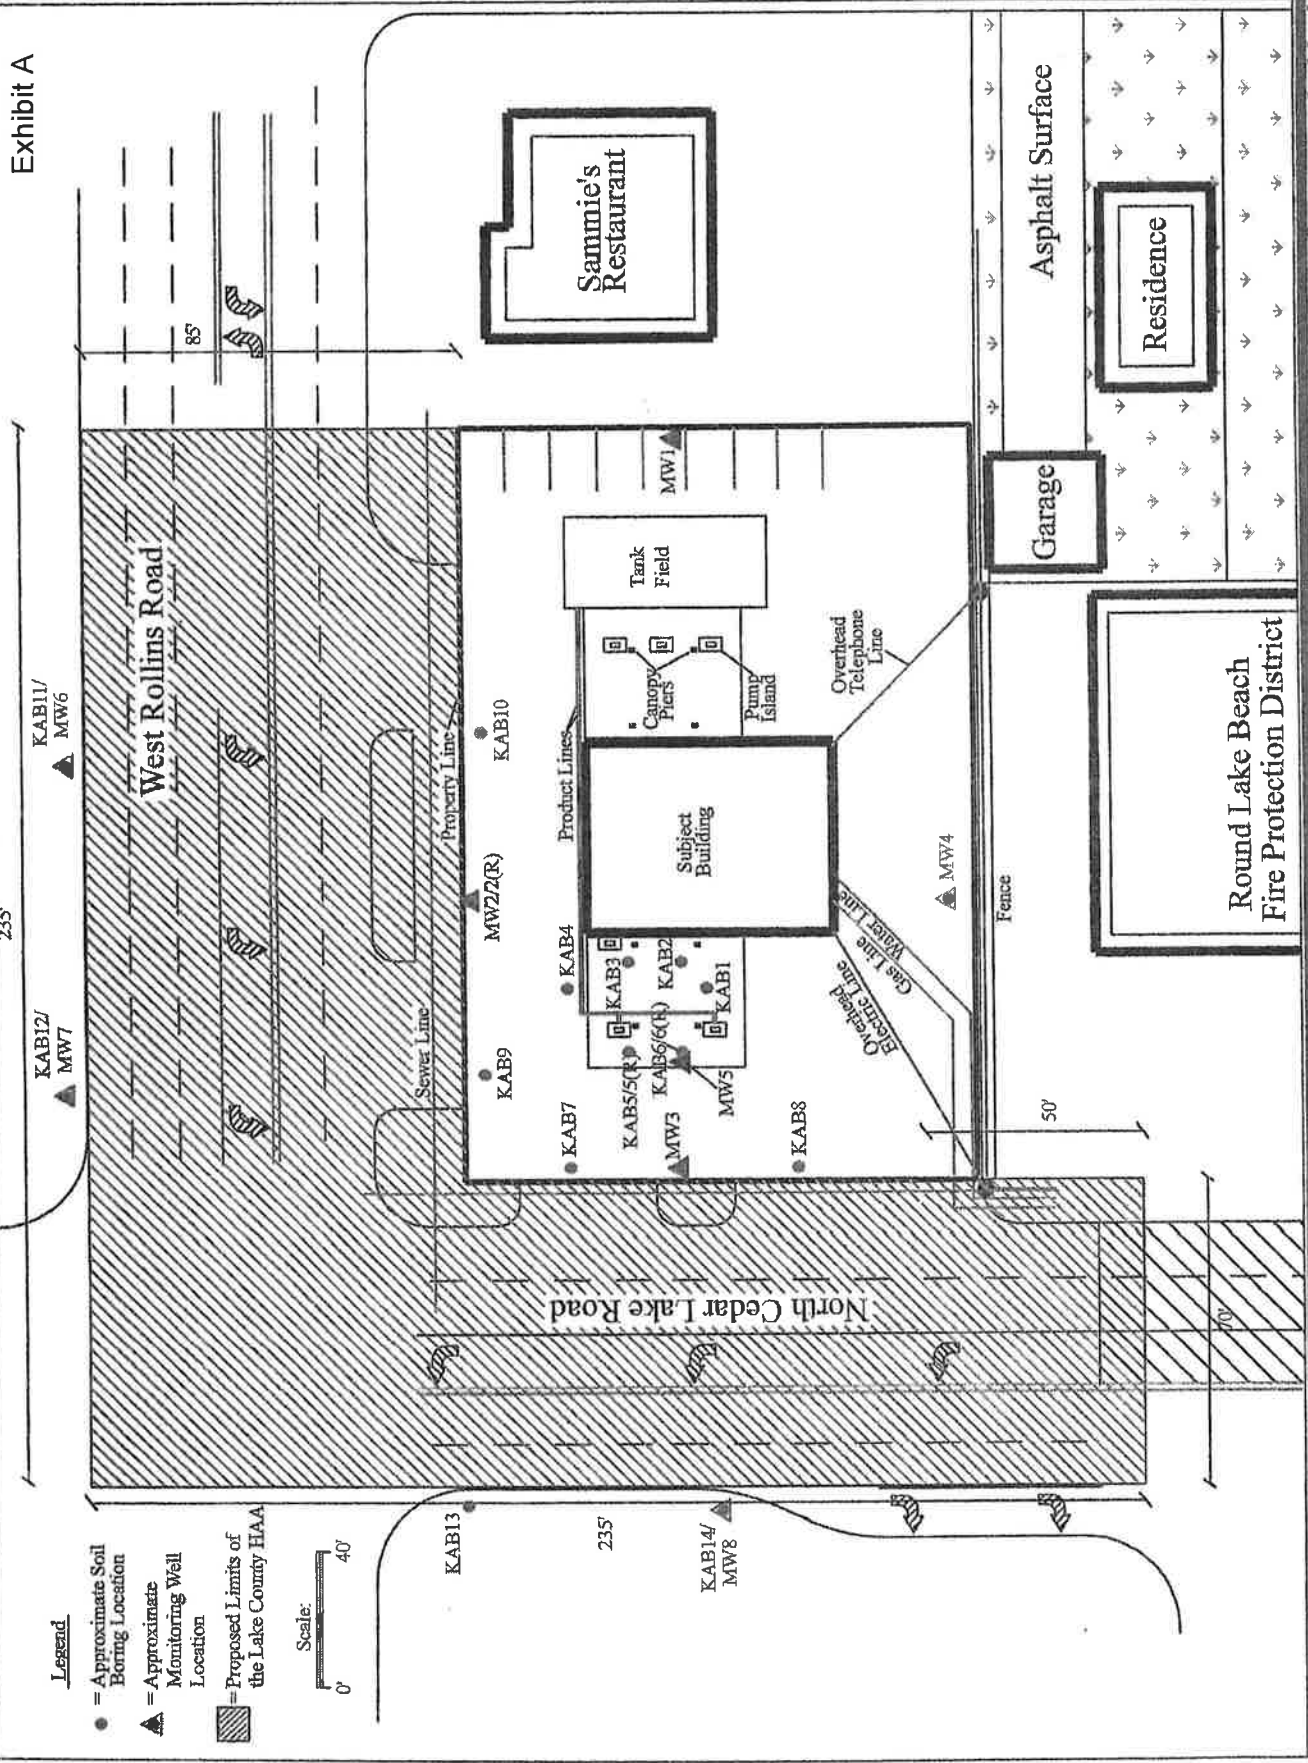 Exhibit A
235'
KAB12/
MW7
KAB11/
MW6
West Rollins Road
85'
Sewer Line
Property Line
KAB9
MW2/2(R)
KAB10
Product Lines
KAB7
KAB4
KAB3
KAB2
KAB1
KAB5/5(R)
KAB6/6(R)
MW5
MW3
KAB8
Subject
Building
Canopy
Piers
Pump
Island
Tank
Field
MW1
Overhead
Telephone
Line
Water Line
Gas Line
Overhead
Electric Line
MW4
Fence
Sammie's
Restaurant
Asphalt Surface
Residence
Garage
Round Lake Beach
Fire Protection District
50'
70'
North Cedar Lake Road
KAB13
235'
KAB14/
MW8
Legend
= Approximate Soil
Boring Location
= Approximate
Monitoring Well
Location
= Proposed Limits of
the Lake County HAA
Scale:
0'
40'